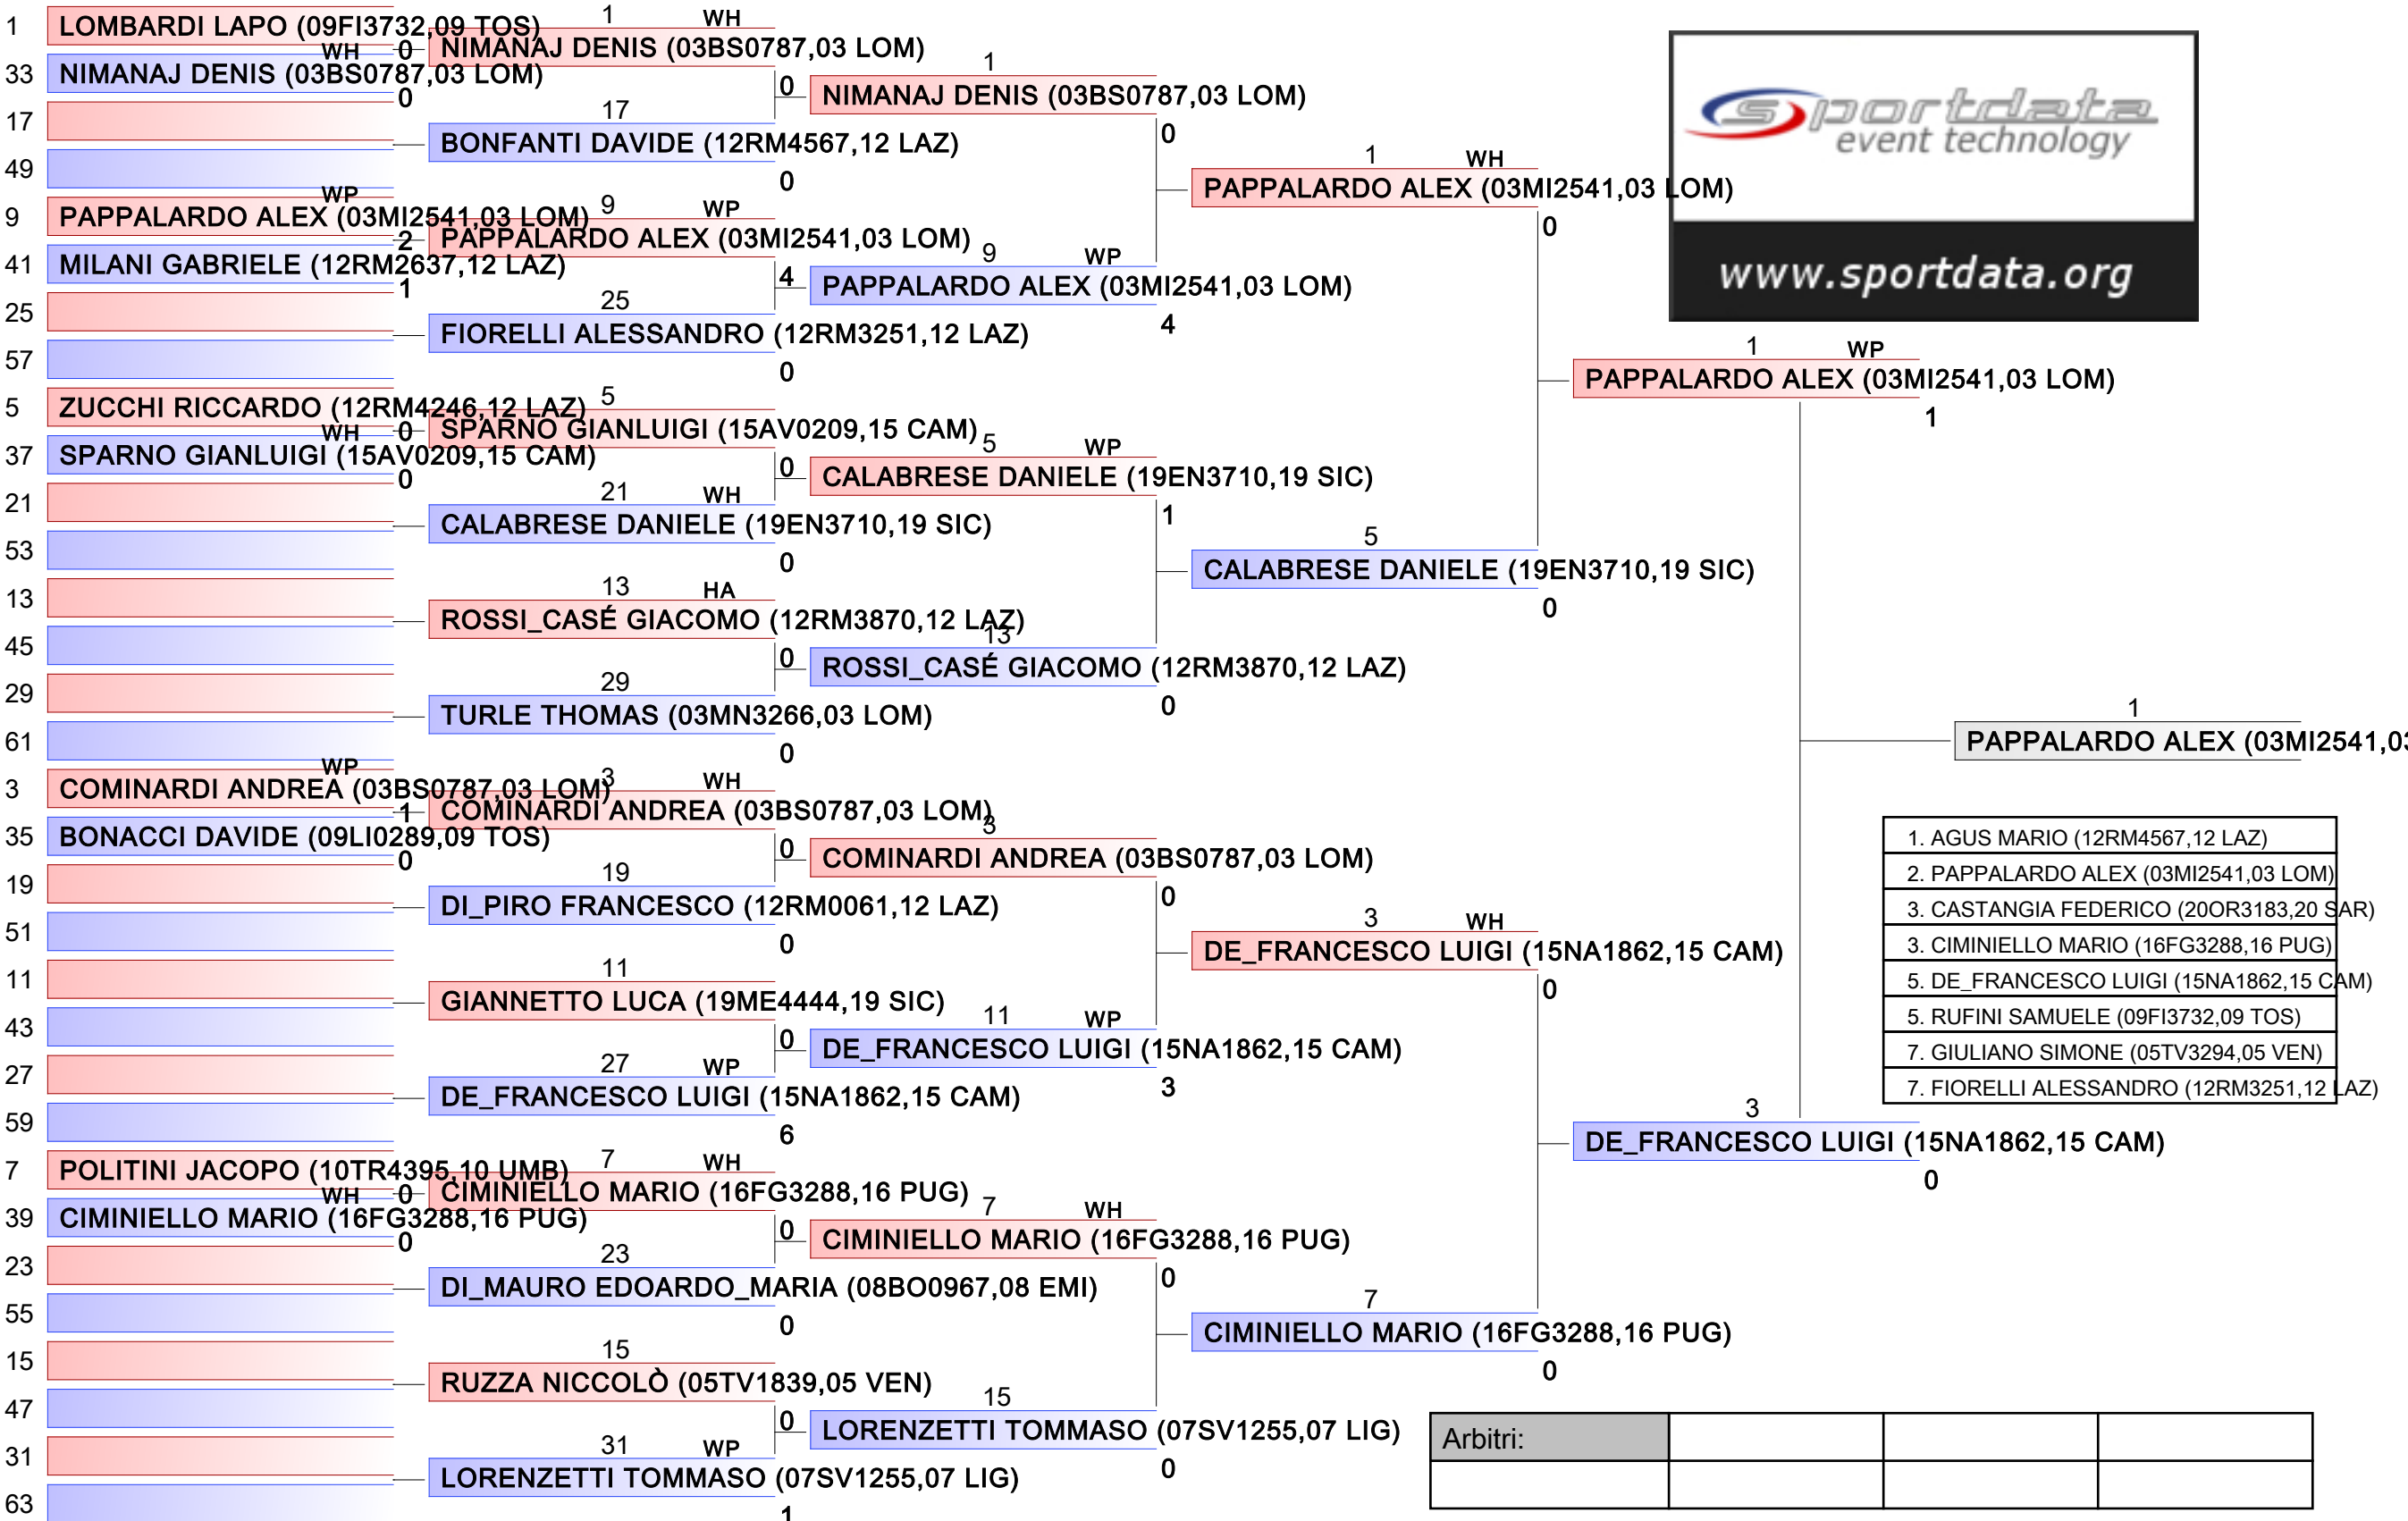 1 LOMBARDI LAPO (09FI3732,09 TOS)
WH 0
33 NIMANAJ DENIS (03BS0787,03 LOM)
0
17
49
WP
9 PAPPALARDO ALEX (03MI2541,03 LOM)
2
41 MILANI GABRIELE (12RM2637,12 LAZ)
1
25
57
5 ZUCCHI RICCARDO (12RM4246,12 LAZ)
WH 0
37 SPARNO GIANLUIGI (15AV0209,15 CAM)
0
21
53
13
45
29
61
WP
3 COMINARDI ANDREA (03BS0787,03 LOM)
1
35 BONACCI DAVIDE (09LI0289,09 TOS)
0
19
51
11
43
27
59
7 POLITINI JACOPO (10TR4395,10 UMB)
WH 0
39 CIMINIELLO MARIO (16FG3288,16 PUG)
0
23
55
15
47
31
63
1 WH
NIMANAJ DENIS (03BS0787,03 LOM)
0
17
BONFANTI DAVIDE (12RM4567,12 LAZ)
0
9 WP
PAPPALARDO ALEX (03MI2541,03 LOM)
4
25
FIORELLI ALESSANDRO (12RM3251,12 LAZ)
0
5
SPARNO GIANLUIGI (15AV0209,15 CAM)
0
21 WH
CALABRESE DANIELE (19EN3710,19 SIC)
0
13 HA
ROSSI_CASÉ GIACOMO (12RM3870,12 LAZ)
0
29
TURLE THOMAS (03MN3266,03 LOM)
0
3 WH
COMINARDI ANDREA (03BS0787,03 LOM)
0
19
DI_PIRO FRANCESCO (12RM0061,12 LAZ)
0
11
GIANNETTO LUCA (19ME4444,19 SIC)
0
27 WP
DE_FRANCESCO LUIGI (15NA1862,15 CAM)
6
7 WH
CIMINIELLO MARIO (16FG3288,16 PUG)
0
23
DI_MAURO EDOARDO_MARIA (08BO0967,08 EMI)
0
15
RUZZA NICCOLÒ (05TV1839,05 VEN)
0
31 WP
LORENZETTI TOMMASO (07SV1255,07 LIG)
1
1
NIMANAJ DENIS (03BS0787,03 LOM)
0
9 WP
PAPPALARDO ALEX (03MI2541,03 LOM)
4
5 WP
CALABRESE DANIELE (19EN3710,19 SIC)
1
13
ROSSI_CASÉ GIACOMO (12RM3870,12 LAZ)
0
3
COMINARDI ANDREA (03BS0787,03 LOM)
0
11 WP
DE_FRANCESCO LUIGI (15NA1862,15 CAM)
3
7 WH
CIMINIELLO MARIO (16FG3288,16 PUG)
0
15
LORENZETTI TOMMASO (07SV1255,07 LIG)
0
1 WH
PAPPALARDO ALEX (03MI2541,03 LOM)
0
5
CALABRESE DANIELE (19EN3710,19 SIC)
0
3 WH
DE_FRANCESCO LUIGI (15NA1862,15 CAM)
0
7
CIMINIELLO MARIO (16FG3288,16 PUG)
0
sportdata
event technology
www.sportdata.org
1 WP
PAPPALARDO ALEX (03MI2541,03 LOM)
1
3
DE_FRANCESCO LUIGI (15NA1862,15 CAM)
0
1
PAPPALARDO ALEX (03MI2541,03
1. AGUS MARIO (12RM4567,12 LAZ)
2. PAPPALARDO ALEX (03MI2541,03 LOM)
3. CASTANGIA FEDERICO (20OR3183,20 SAR)
3. CIMINIELLO MARIO (16FG3288,16 PUG)
5. DE_FRANCESCO LUIGI (15NA1862,15 CAM)
5. RUFINI SAMUELE (09FI3732,09 TOS)
7. GIULIANO SIMONE (05TV3294,05 VEN)
7. FIORELLI ALESSANDRO (12RM3251,12 LAZ)
Arbitri: